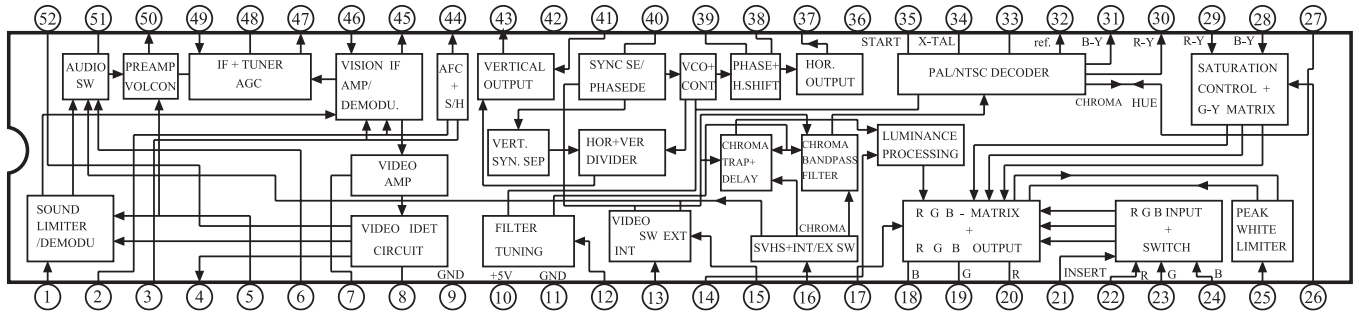 52 51 50 49 48 47 46 45 44 43 42 41 40 39 38 37 36 35 34 33 32 31 30 29 28 27
START X-TAL ref. B-Y R-Y R-Y B-Y
AUDIO
SW
PREAMP
VOLCON
IF + TUNER
AGC
VISION IF
AMP/
DEMODU.
AFC
+
S/H
VERTICAL
OUTPUT
SYNC SE/
PHASEDE
VCO+
CONT
PHASE+
H.SHIFT
HOR.
OUTPUT
PAL/NTSC DECODER
CHROMA HUE
SATURATION
CONTROL +
G-Y MATRIX
VERT.
SYN. SEP
HOR+VER
DIVIDER
CHROMA
TRAP+
DELAY
CHROMA
BANDPASS
FILTER
LUMINANCE
PROCESSING
VIDEO
AMP
SOUND
LIMITER
/DEMODU
VIDEO IDET
CIRCUIT
FILTER
TUNING
VIDEO
SW EXT
INT
CHROMA
SVHS+INT/EX SW
R G B - MATRIX
+
R G B OUTPUT
R G B INPUT
+
SWITCH
PEAK
WHITE
LIMITER
GND +5V GND B G R INSERT R G B
1 2 3 4 5 6 7 8 9 10 11 12 13 14 15 16 17 18 19 20 21 22 23 24 25 26